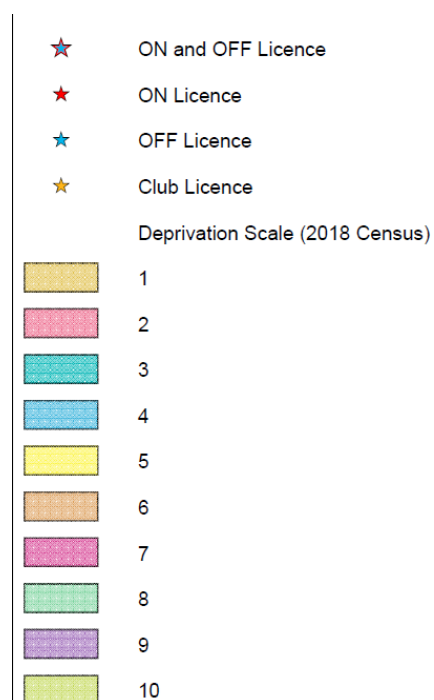 ON and OFF Licence
ON Licence
OFF Licence
Club Licence
Deprivation Scale (2018 Census)
1
2
3
4
5
6
7
8
9
10